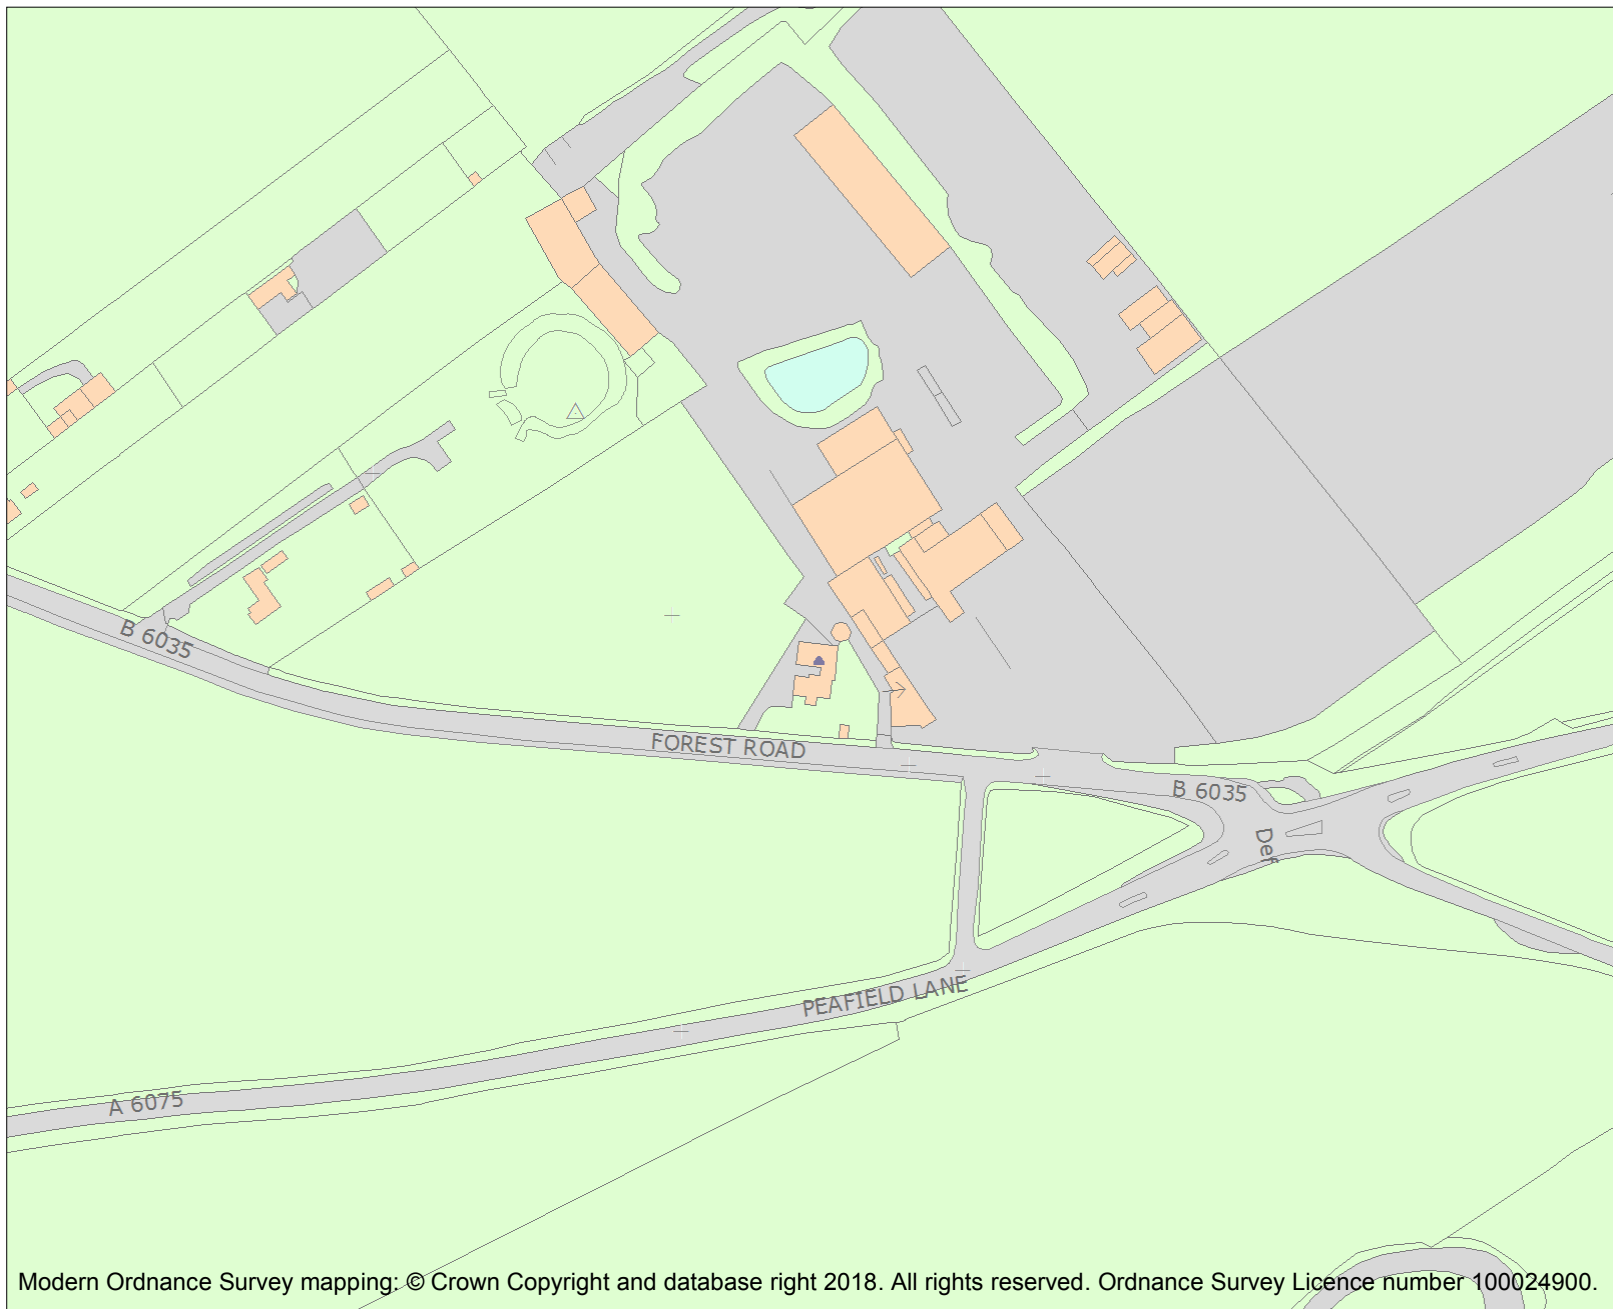 B 6035
FOREST ROAD
B 6035
Def
PEAFIELD LANE
A 6075
Modern Ordnance Survey mapping: © Crown Copyright and database right 2018. All rights reserved. Ordnance Survey Licence number 100024900.